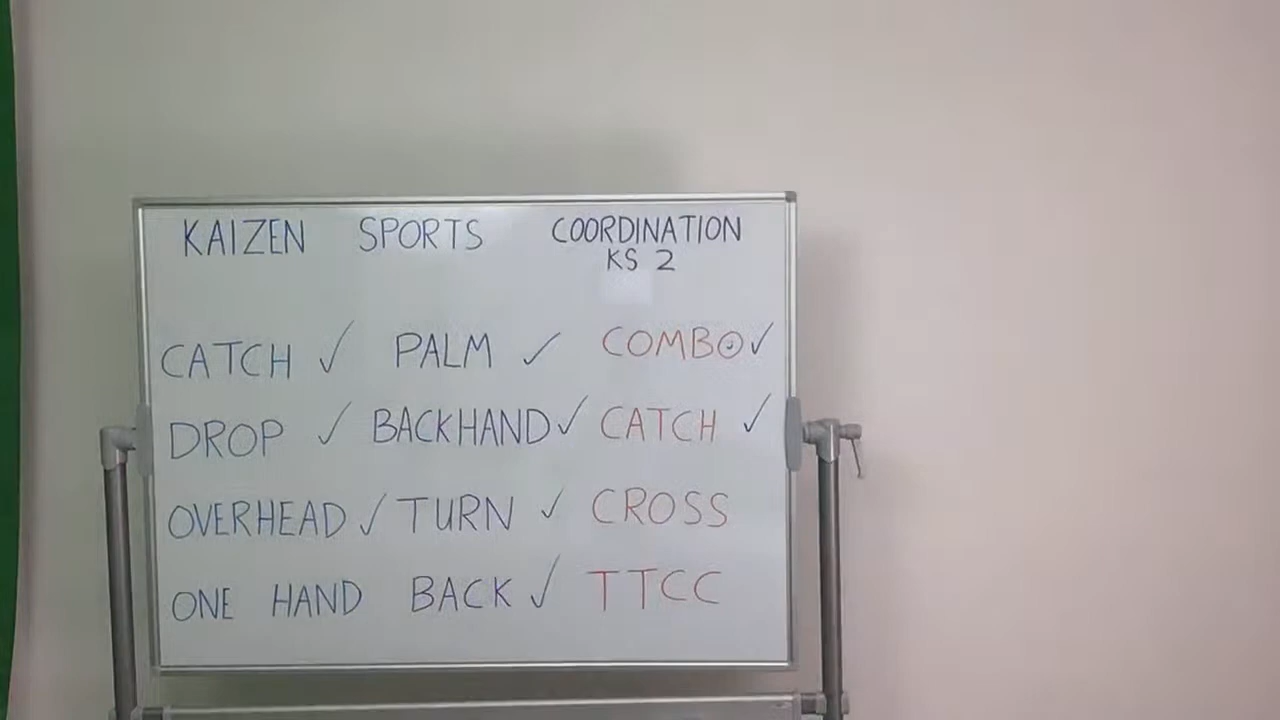 KAIZEN SPORTS COORDINATION
KS 2
CATCH ✓ PALM ✓ COMBO ✓
DROP ✓ BACKHAND ✓ CATCH ✓
OVERHEAD ✓ TURN ✓ CROSS
ONE HAND BACK ✓ TTCC